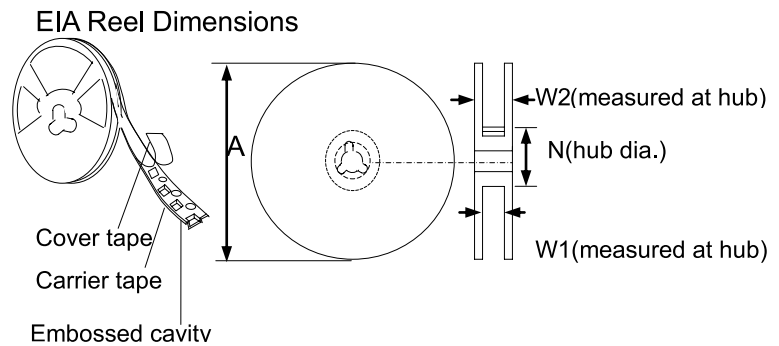 EIA Reel Dimensions
W2(measured at hub)
A
N(hub dia.)
Cover tape
W1(measured at hub)
Carrier tape
Embossed cavity